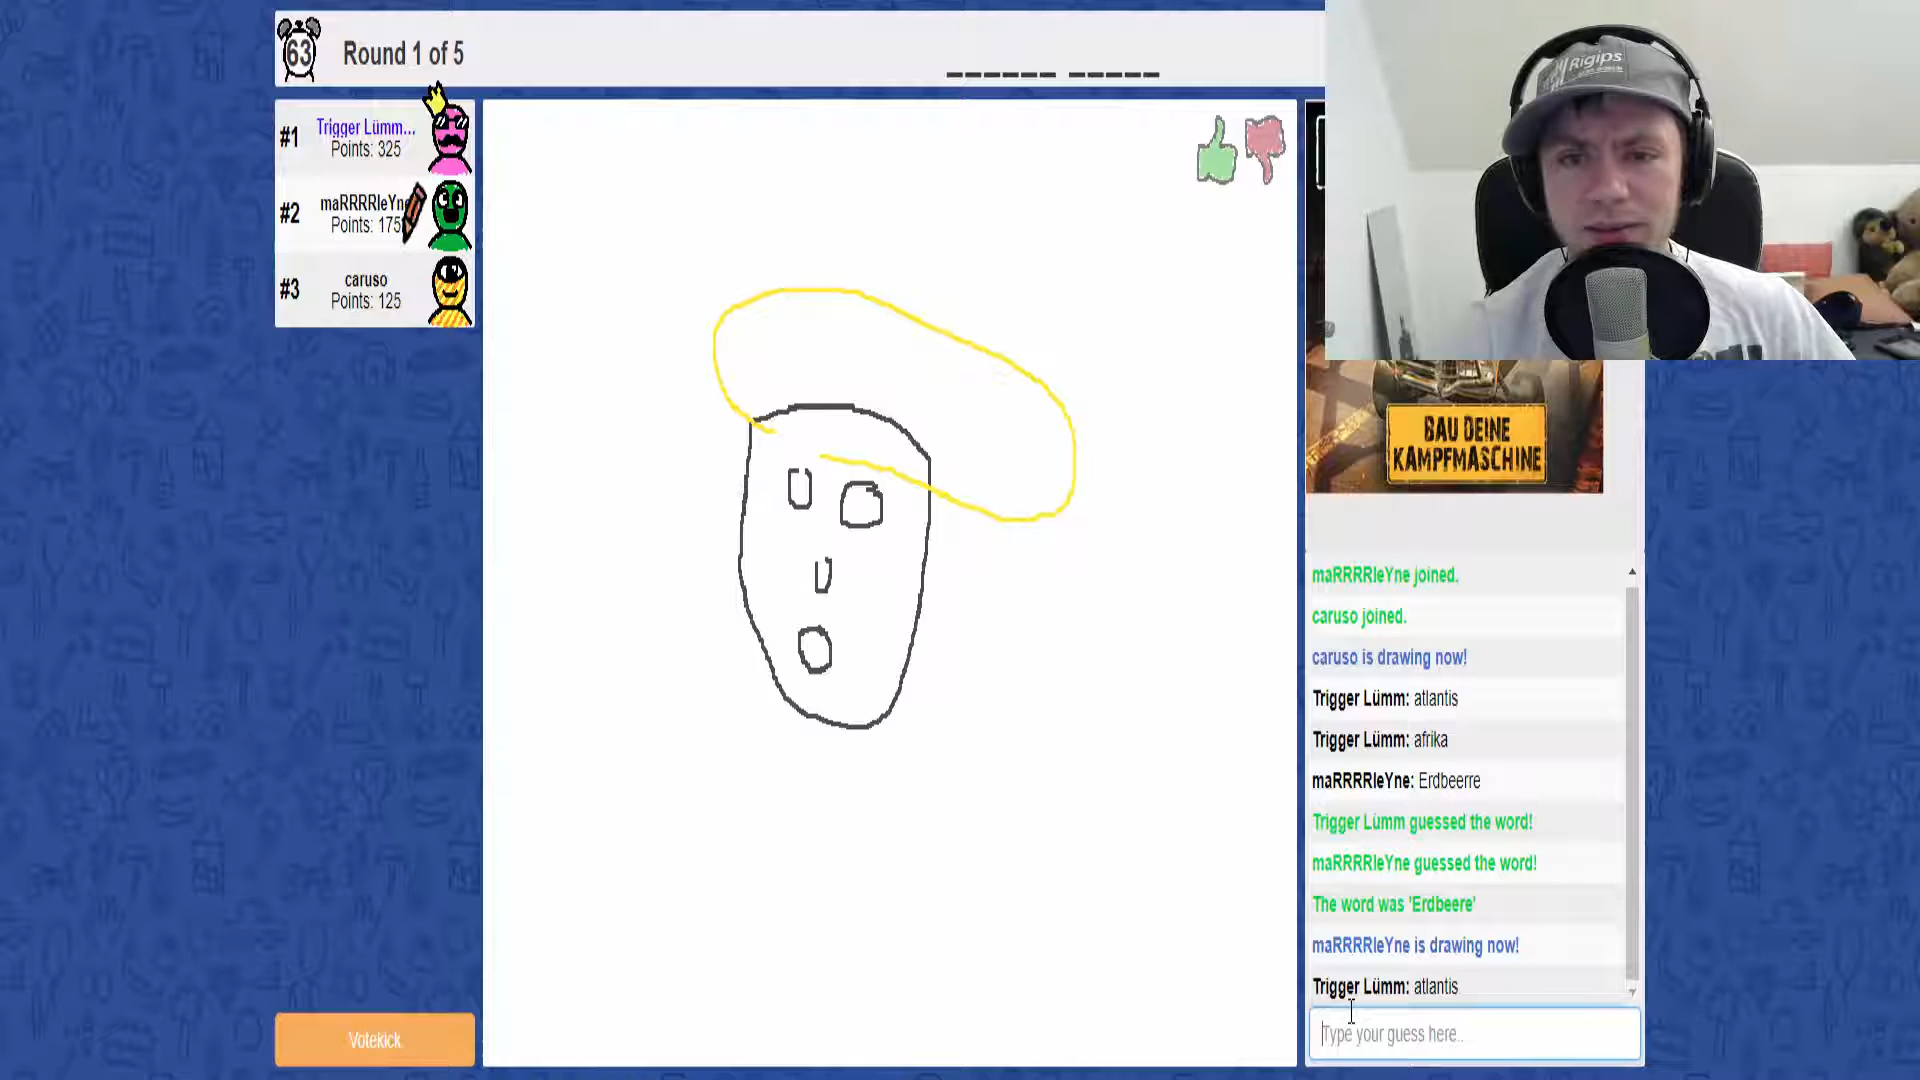 63
Round 1 of 5
______ _____
#1
Trigger Lümm...
Points: 325
#2
maRRRRleYne
Points: 175
#3
caruso
Points: 125
Rigips
BAU DEINE
KAMPFMASCHINE
maRRRRleYne joined.
caruso joined.
caruso is drawing now!
Trigger Lümm: atlantis
Trigger Lümm: afrika
maRRRRleYne: Erdbeerre
Trigger Lümm guessed the word!
maRRRRleYne guessed the word!
The word was 'Erdbeere'
maRRRRleYne is drawing now!
Trigger Lümm: atlantis
Type your guess here..
Votekick